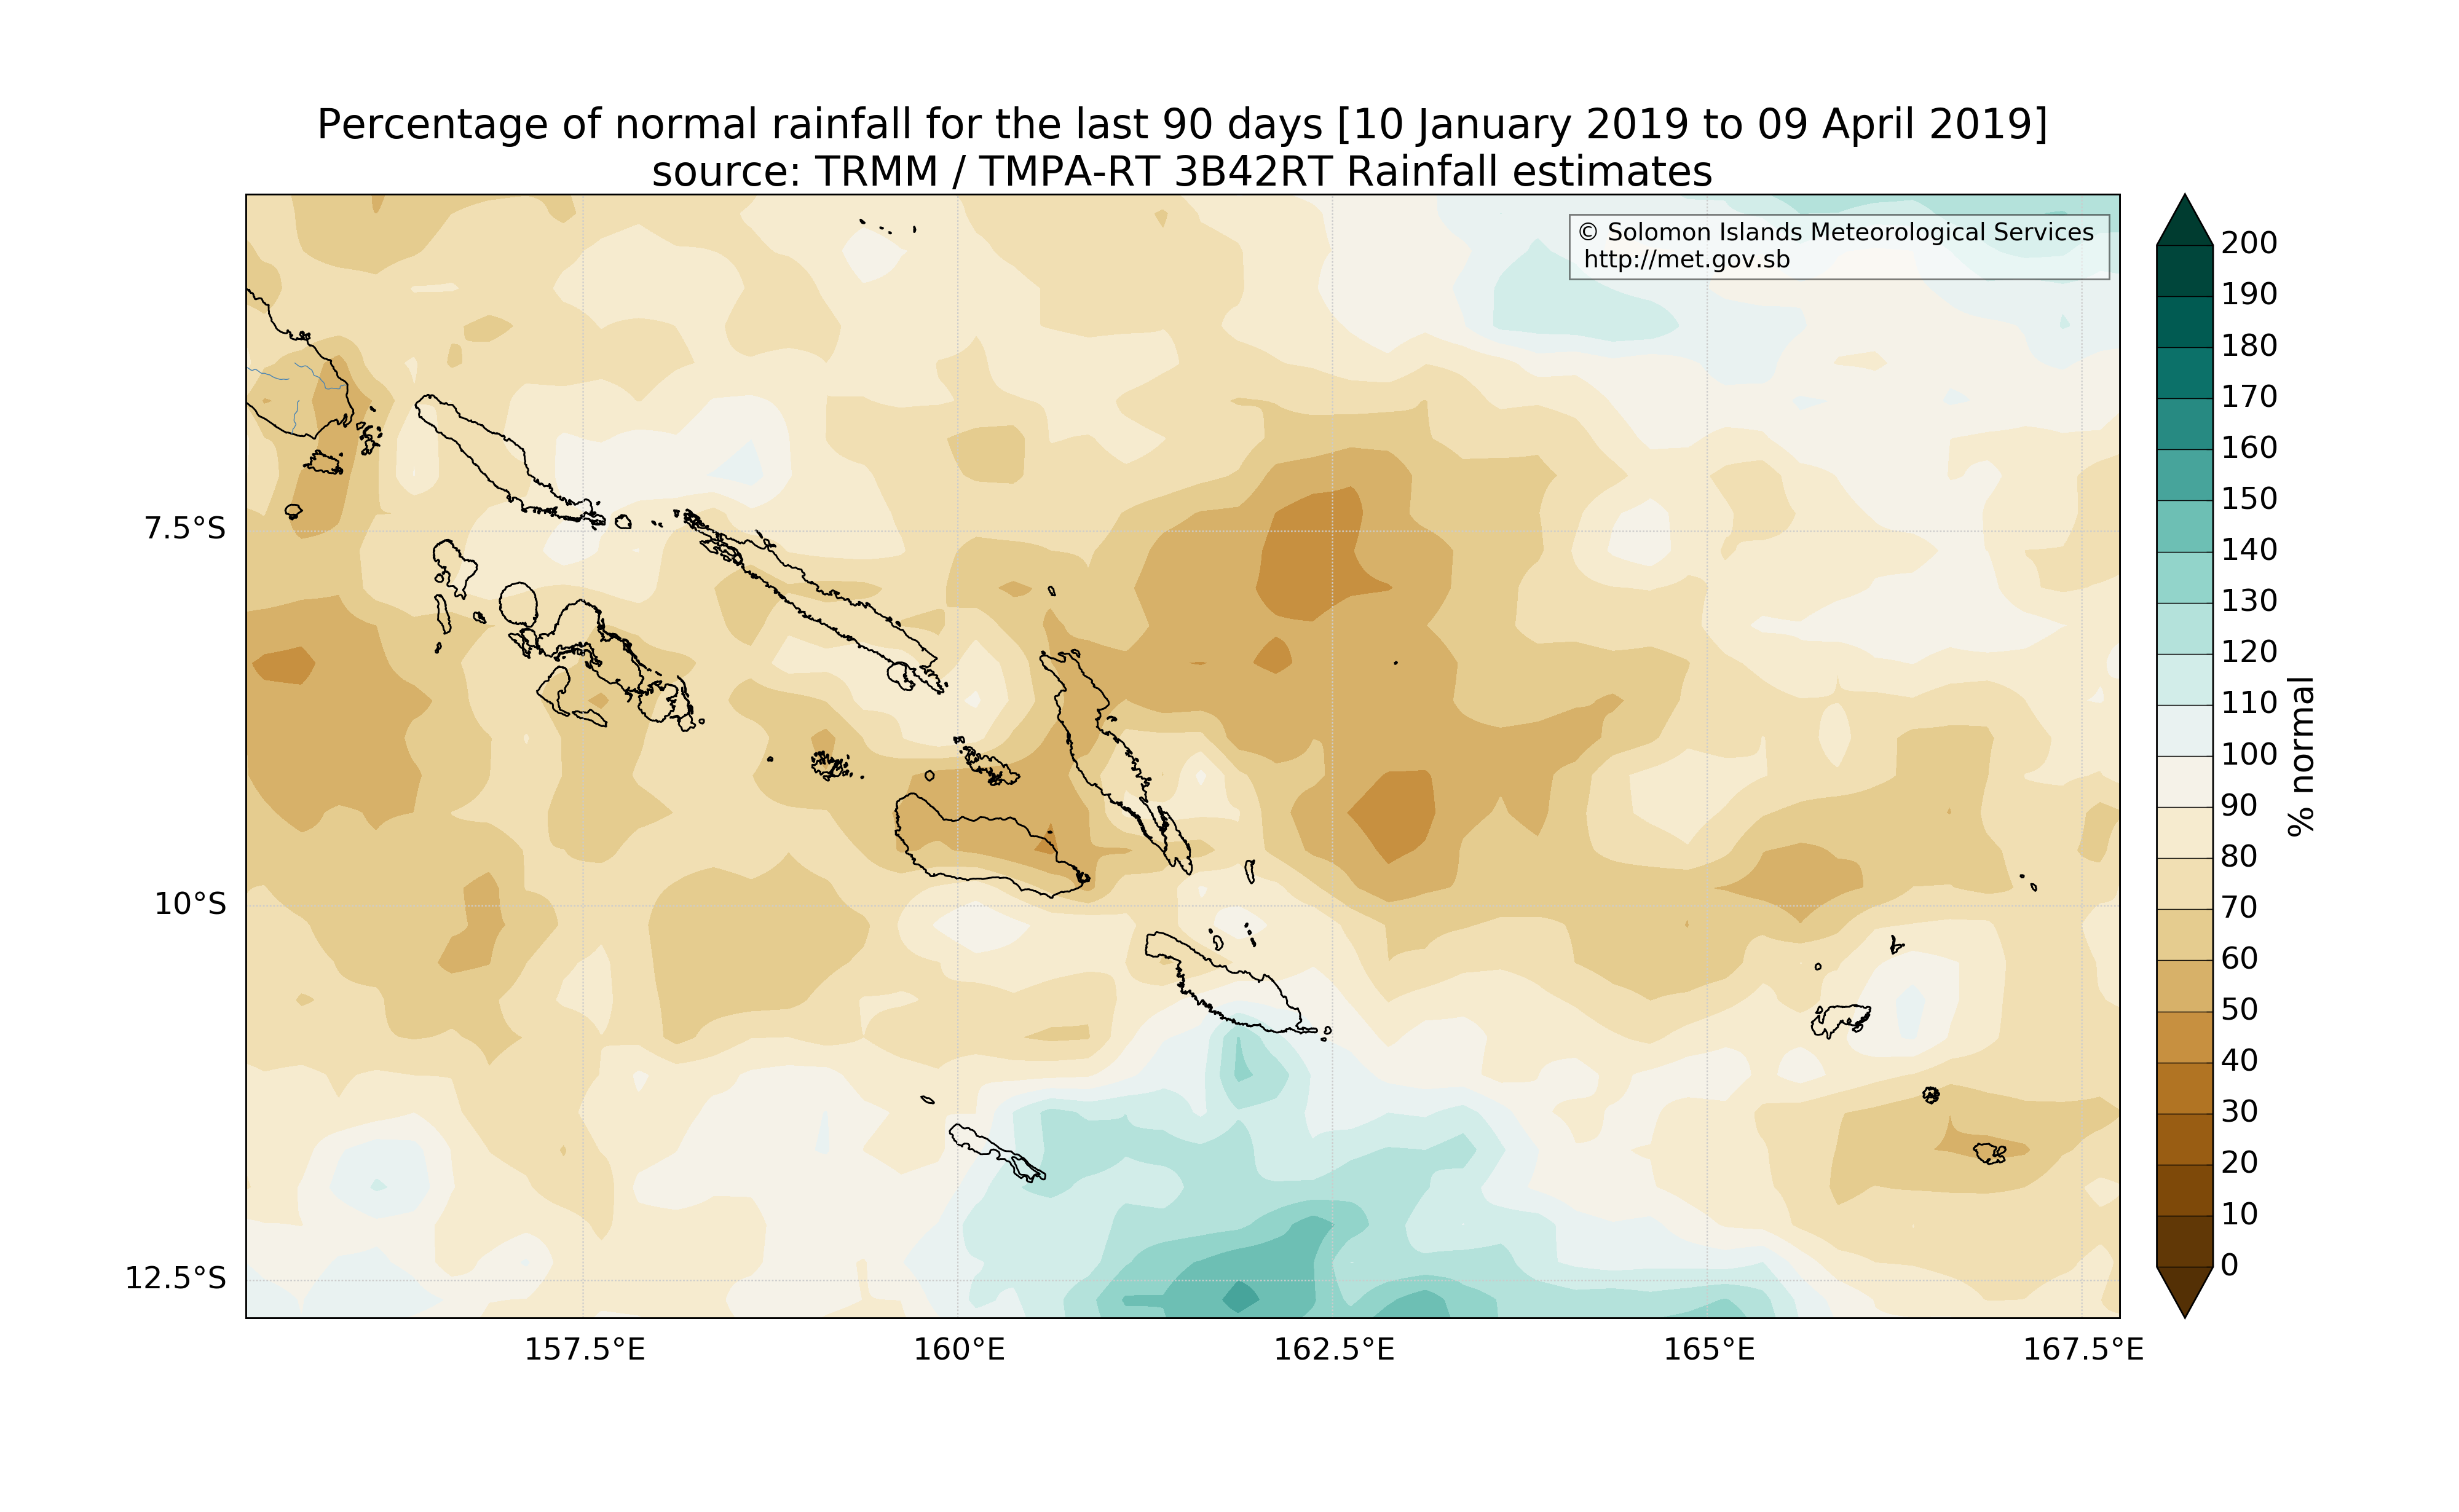 Percentage of normal rainfall for the last 90 days [10 January 2019 to 09 April 2019]
source: TRMM / TMPA-RT 3B42RT Rainfall estimates
© Solomon Islands Meteorological Services
http://met.gov.sb
7.5°S
10°S
12.5°S
157.5°E
160°E
162.5°E
165°E
167.5°E
200
190
180
170
160
150
140
130
120
110
100
90
80
70
60
50
40
30
20
10
0
% normal